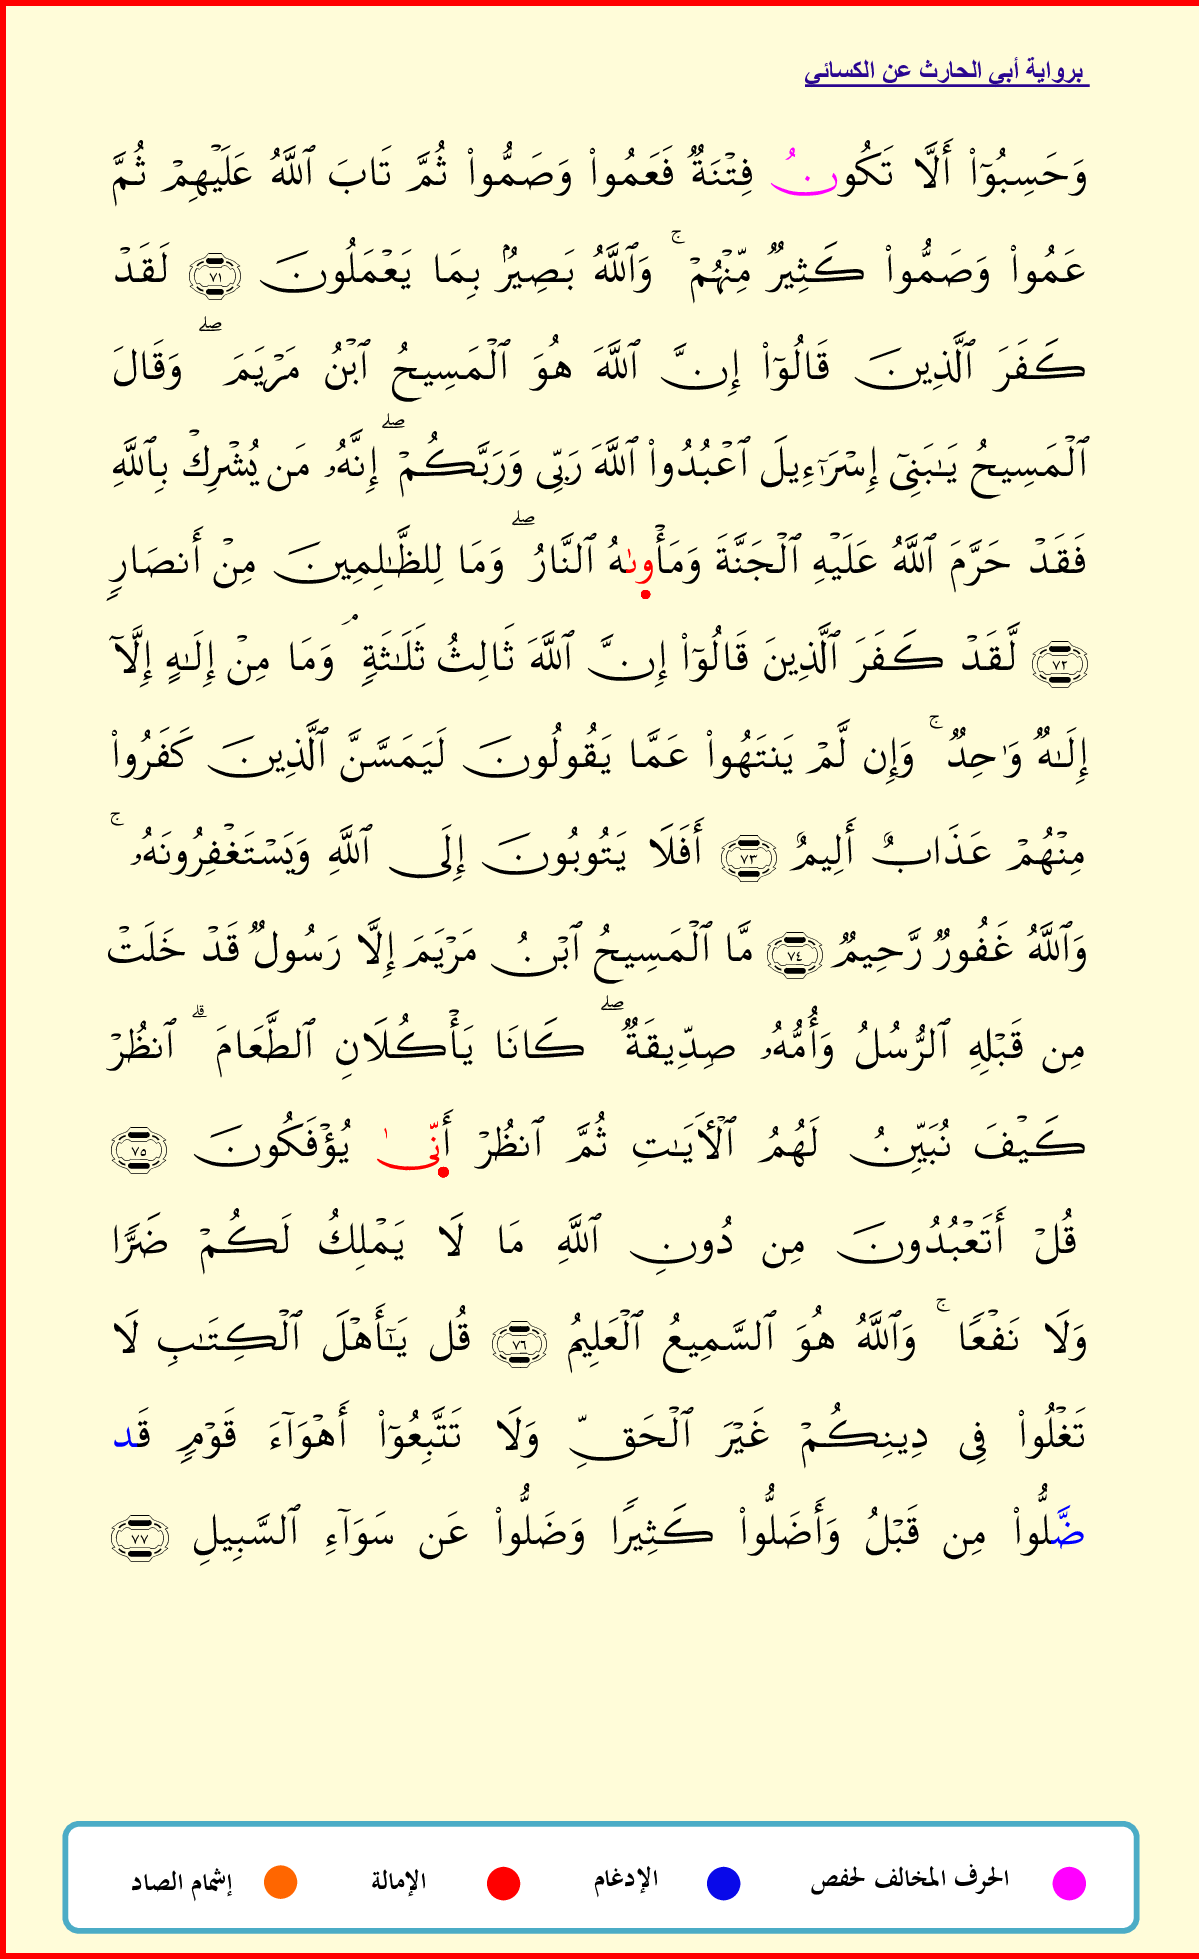 برواية أبي الحارث عن الكسائي
وَحَسِبُوٓا۟ أَلَّا تَكُونُ فِتْنَةٌ فَعَمُوا۟ وَصَمُّوا۟ ثُمَّ تَابَ ٱللَّهُ عَلَيْهِمْ ثُمَّ
عَمُوا۟ وَصَمُّوا۟ كَثِيرٌ مِّنْهُمْ ۚ وَٱللَّهُ بَصِيرٌۢ بِمَا يَعْمَلُونَ ٧١ لَقَدْ
كَفَرَ ٱلَّذِينَ قَالُوٓا۟ إِنَّ ٱللَّهَ هُوَ ٱلْمَسِيحُ ٱبْنُ مَرْيَمَ ۖ وَقَالَ
ٱلْمَسِيحُ يَـٰبَنِىٓ إِسْرَٰٓءِيلَ ٱعْبُدُوا۟ ٱللَّهَ رَبِّى وَرَبَّكُمْ ۖ إِنَّهُۥ مَن يُشْرِكْ بِٱللَّهِ
فَقَدْ حَرَّمَ ٱللَّهُ عَلَيْهِ ٱلْجَنَّةَ وَمَأْوىٰهُ ٱلنَّارُ ۖ وَمَا لِلظَّـٰلِمِينَ مِنْ أَنصَارٍ
٧٢ لَّقَدْ كَفَرَ ٱلَّذِينَ قَالُوٓا۟ إِنَّ ٱللَّهَ ثَالِثُ ثَلَـٰثَةٍ ۘ وَمَا مِنْ إِلَـٰهٍ إِلَّآ
إِلَـٰهٌ وَٰحِدٌ ۚ وَإِن لَّمْ يَنتَهُوا۟ عَمَّا يَقُولُونَ لَيَمَسَّنَّ ٱلَّذِينَ كَفَرُوا۟
مِنْهُمْ عَذَابٌ أَلِيمٌ ٧٣ أَفَلَا يَتُوبُونَ إِلَى ٱللَّهِ وَيَسْتَغْفِرُونَهُۥ ۚ
وَٱللَّهُ غَفُورٌ رَّحِيمٌ ٧٤ مَّا ٱلْمَسِيحُ ٱبْنُ مَرْيَمَ إِلَّا رَسُولٌ قَدْ خَلَتْ
مِن قَبْلِهِ ٱلرُّسُلُ وَأُمُّهُۥ صِدِّيقَةٌ ۖ كَانَا يَأْكُلَانِ ٱلطَّعَامَ ۗ ٱنظُرْ
كَيْفَ نُبَيِّنُ لَهُمُ ٱلْأَيَـٰتِ ثُمَّ ٱنظُرْ أَنِّىٰ يُؤْفَكُونَ ٧٥
قُلْ أَتَعْبُدُونَ مِن دُونِ ٱللَّهِ مَا لَا يَمْلِكُ لَكُمْ ضَرًّا
وَلَا نَفْعًا ۚ وَٱللَّهُ هُوَ ٱلسَّمِيعُ ٱلْعَلِيمُ ٧٦ قُل يَـٰٓأَهْلَ ٱلْكِتَـٰبِ لَا
تَغْلُوا۟ فِى دِينِكُمْ غَيْرَ ٱلْحَقِّ وَلَا تَتَّبِعُوٓا۟ أَهْوَآءَ قَوْمٍ قَد
ضَّلُّوا۟ مِن قَبْلُ وَأَضَلُّوا۟ كَثِيرًا وَضَلُّوا۟ عَن سَوَآءِ ٱلسَّبِيلِ ٧٧
الحرف المخالف لحفص الإدغام الإمالة إشمام الصاد